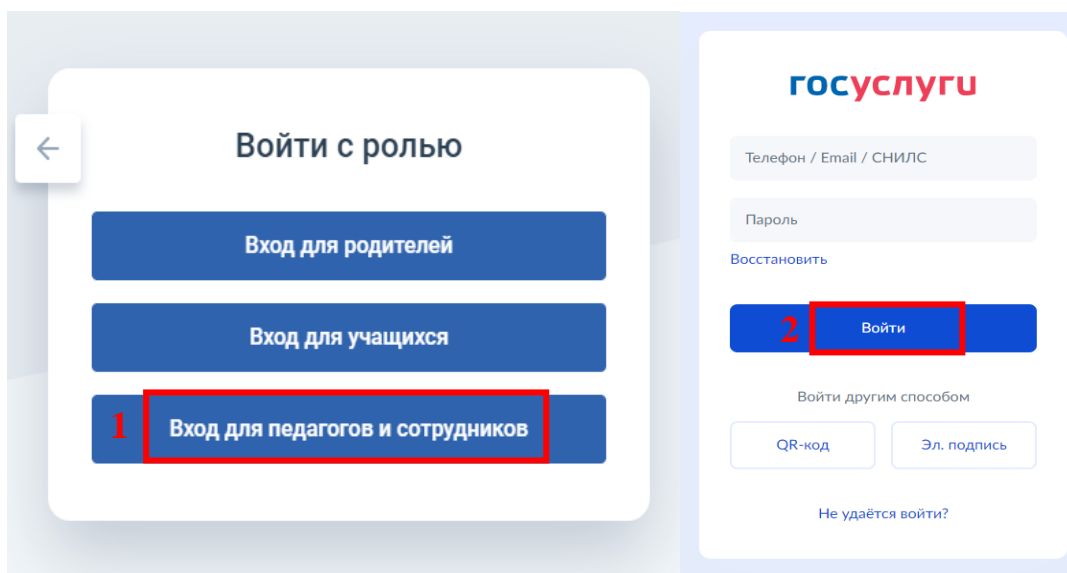 Войти с ролью
Вход для родителей
Вход для учащихся
1 Вход для педагогов и сотрудников
госуслуги
Телефон / Email / СНИЛС
Пароль
Восстановить
2 Войти
Войти другим способом
QR-код Эл. подпись
Не удаётся войти?